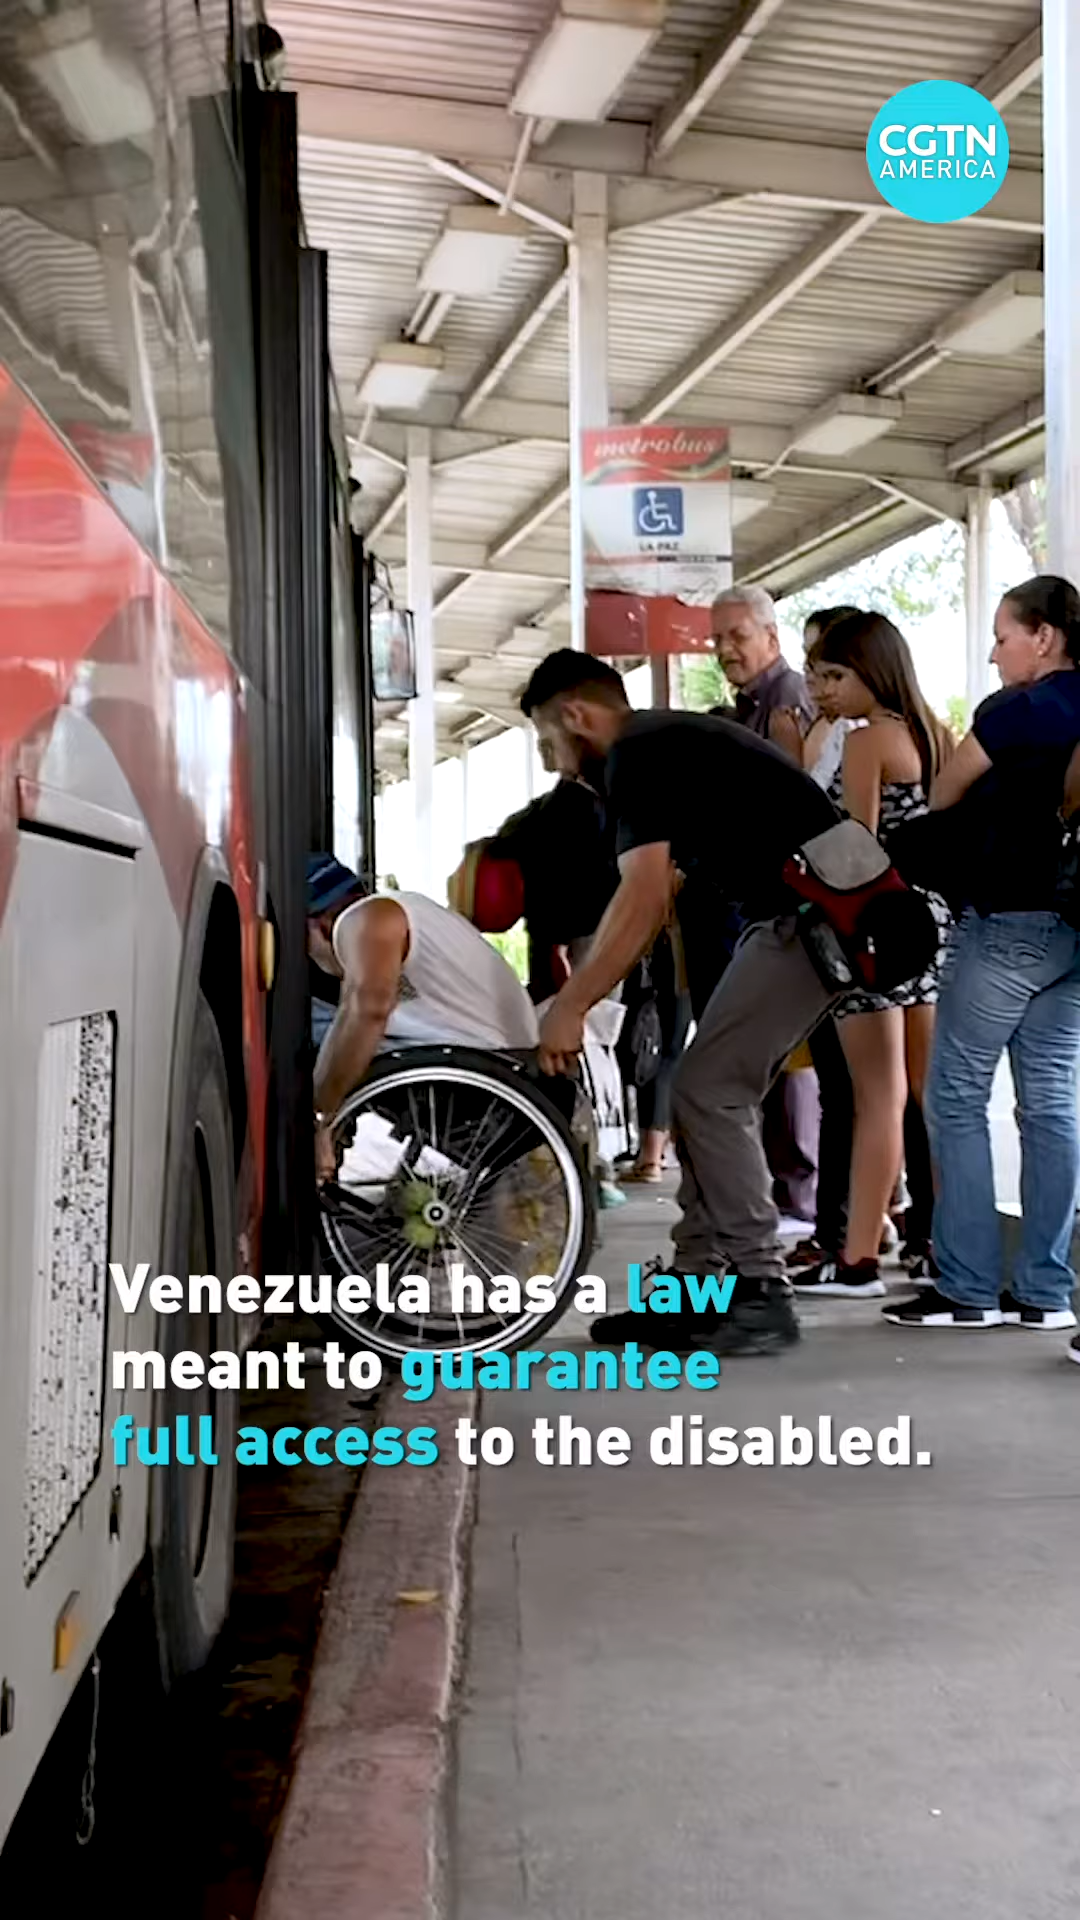 CGTN
AMERICA
metrobus
LA PAZ
Venezuela has a law
meant to guarantee
full access to the disabled.